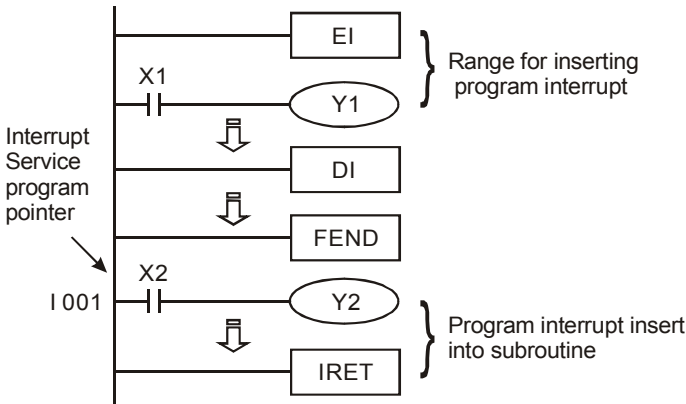 EI
Range for inserting
program interrupt
X1
Y1
Interrupt
Service
program
pointer
DI
FEND
X2
I 001
Y2
Program interrupt insert
into subroutine
IRET